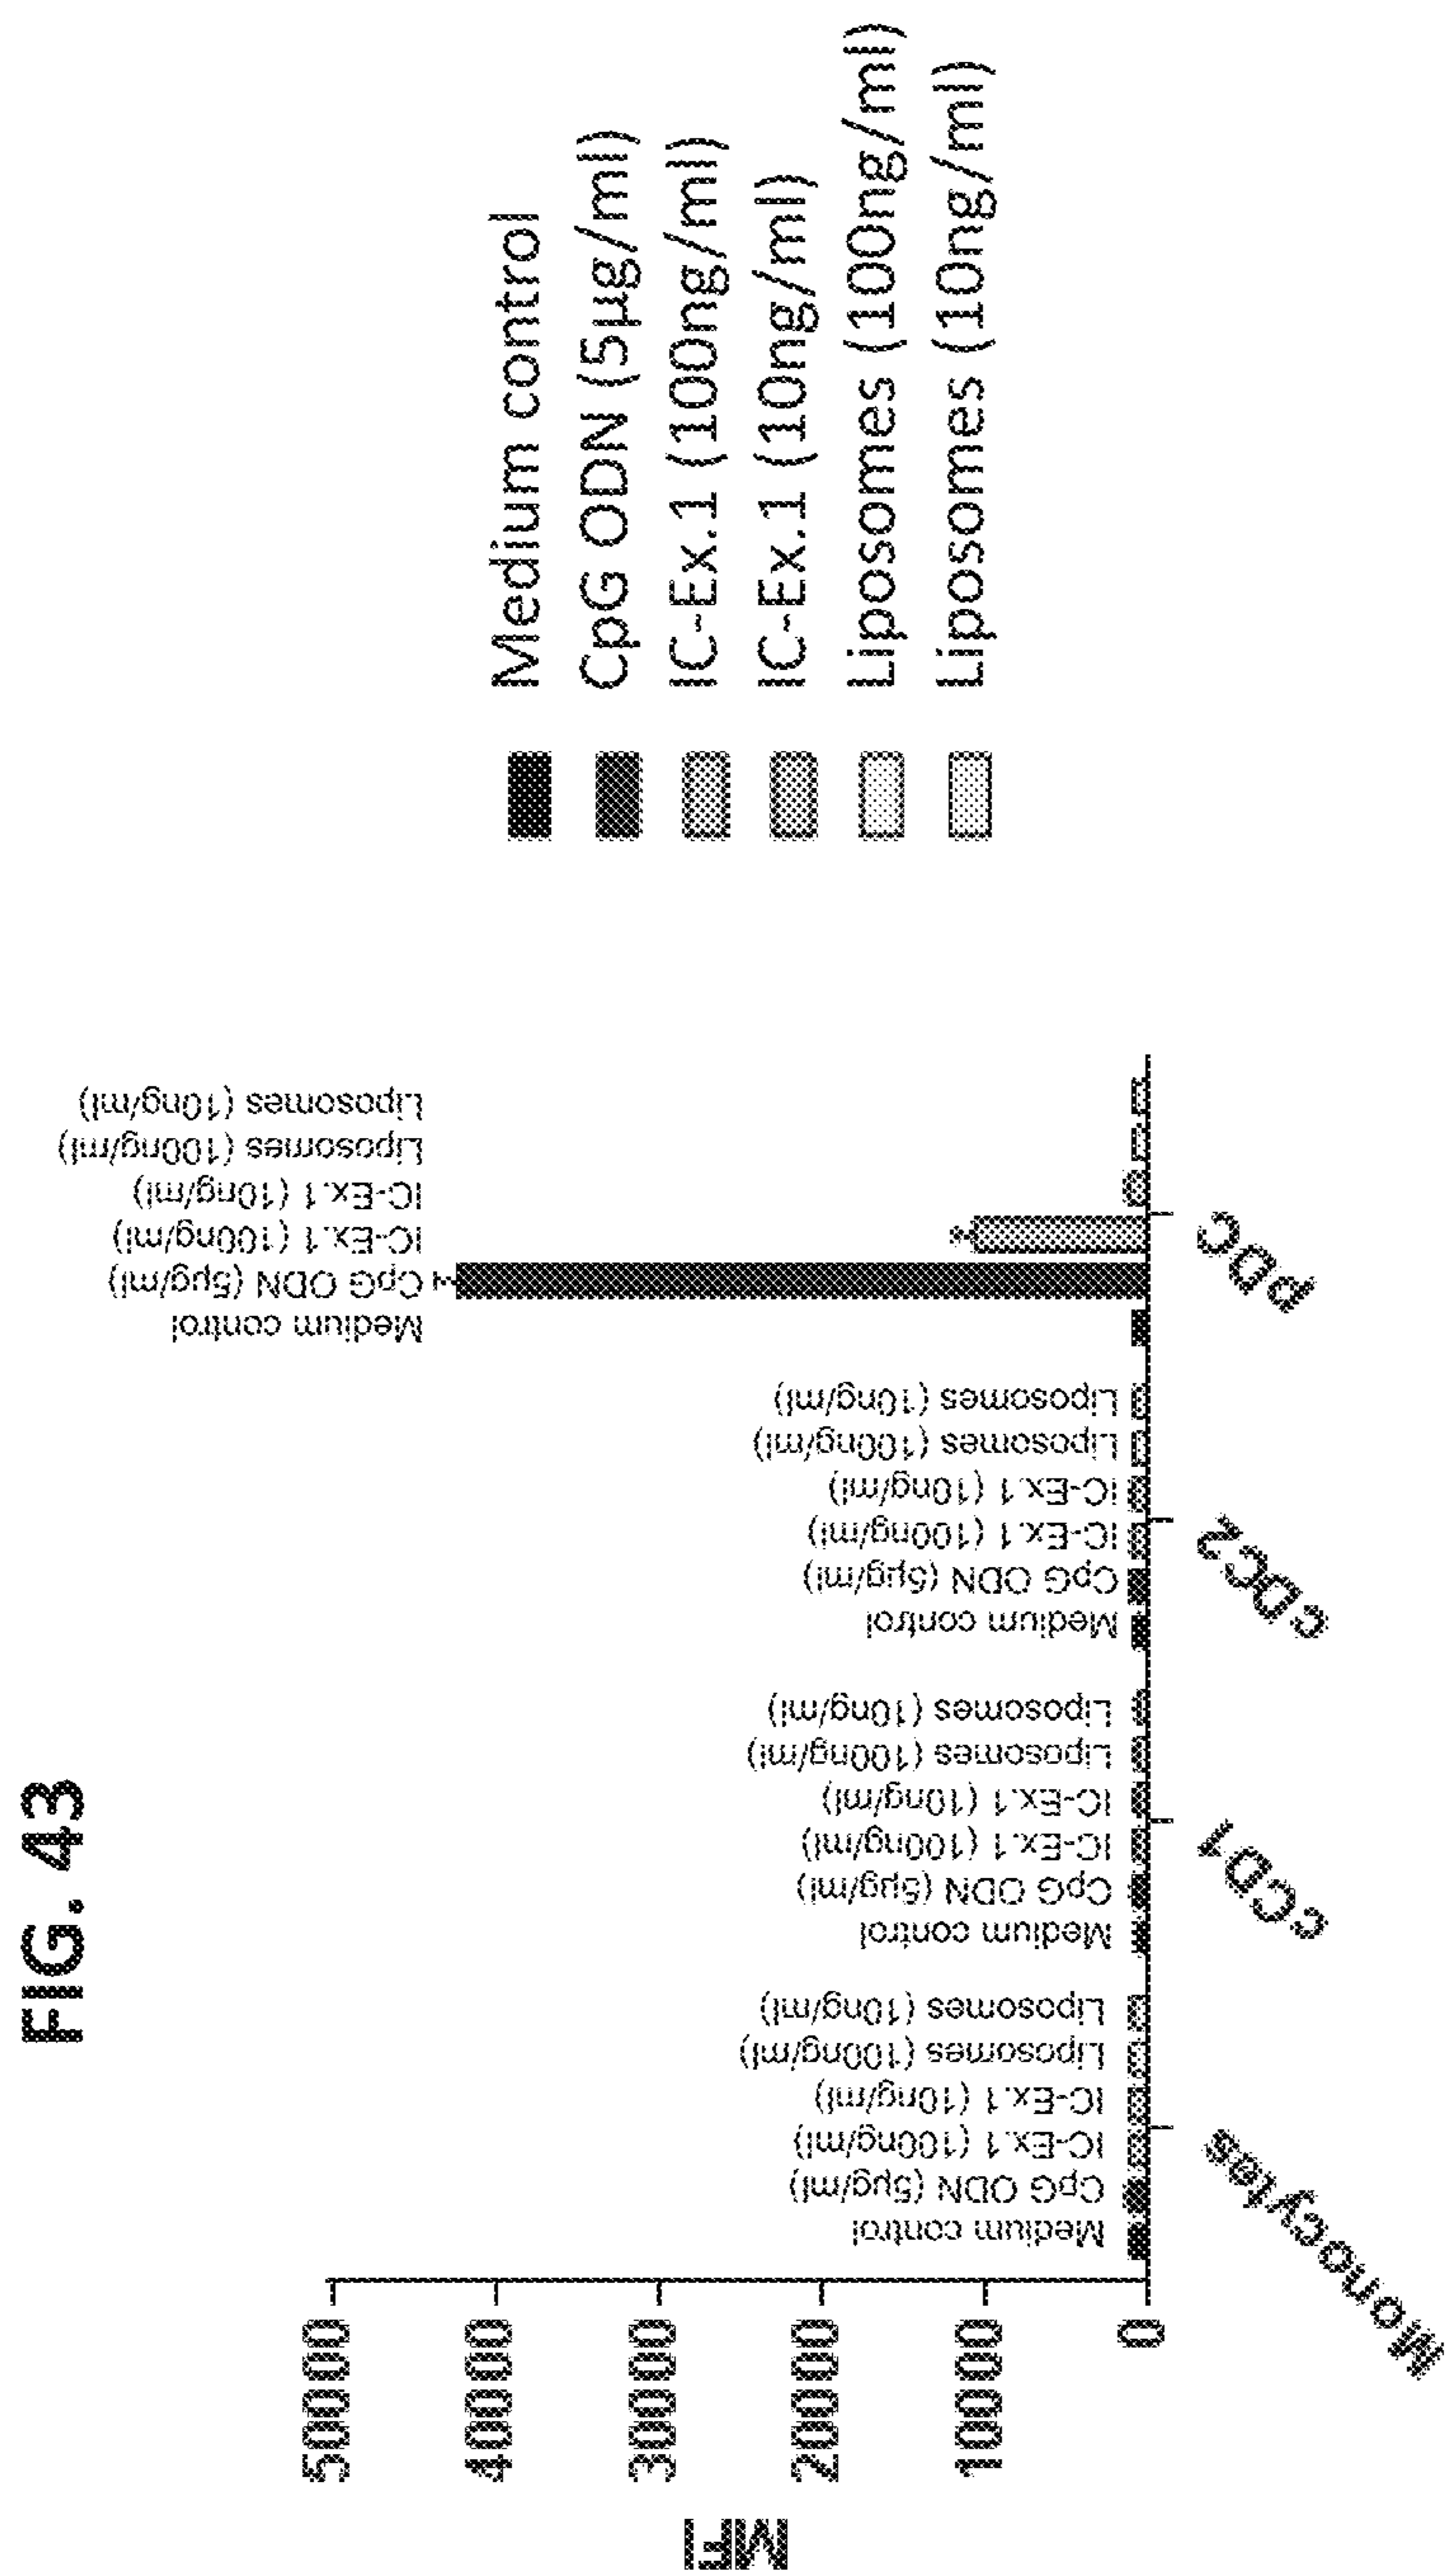 FIG. 43
MFI
50000
40000
30000
20000
10000
0
Medium control
CpG ODN (5µg/ml)
IC-Ex.1 (100ng/ml)
IC-Ex.1 (10ng/ml)
Liposomes (100ng/ml)
Liposomes (10ng/ml)
Medium control
CpG ODN (5µg/ml)
IC-Ex.1 (100ng/ml)
IC-Ex.1 (10ng/ml)
Liposomes (100ng/ml)
Liposomes (10ng/ml)
Medium control
CpG ODN (5µg/ml)
IC-Ex.1 (100ng/ml)
IC-Ex.1 (10ng/ml)
Liposomes (100ng/ml)
Liposomes (10ng/ml)
Medium control
CpG ODN (5µg/ml)
IC-Ex.1 (100ng/ml)
IC-Ex.1 (10ng/ml)
Liposomes (100ng/ml)
Liposomes (10ng/ml)
Monocytes
cCD1
cDC2
pDC
Medium control
CpG ODN (5µg/ml)
IC-Ex.1 (100ng/ml)
IC-Ex.1 (10ng/ml)
Liposomes (100ng/ml)
Liposomes (10ng/ml)